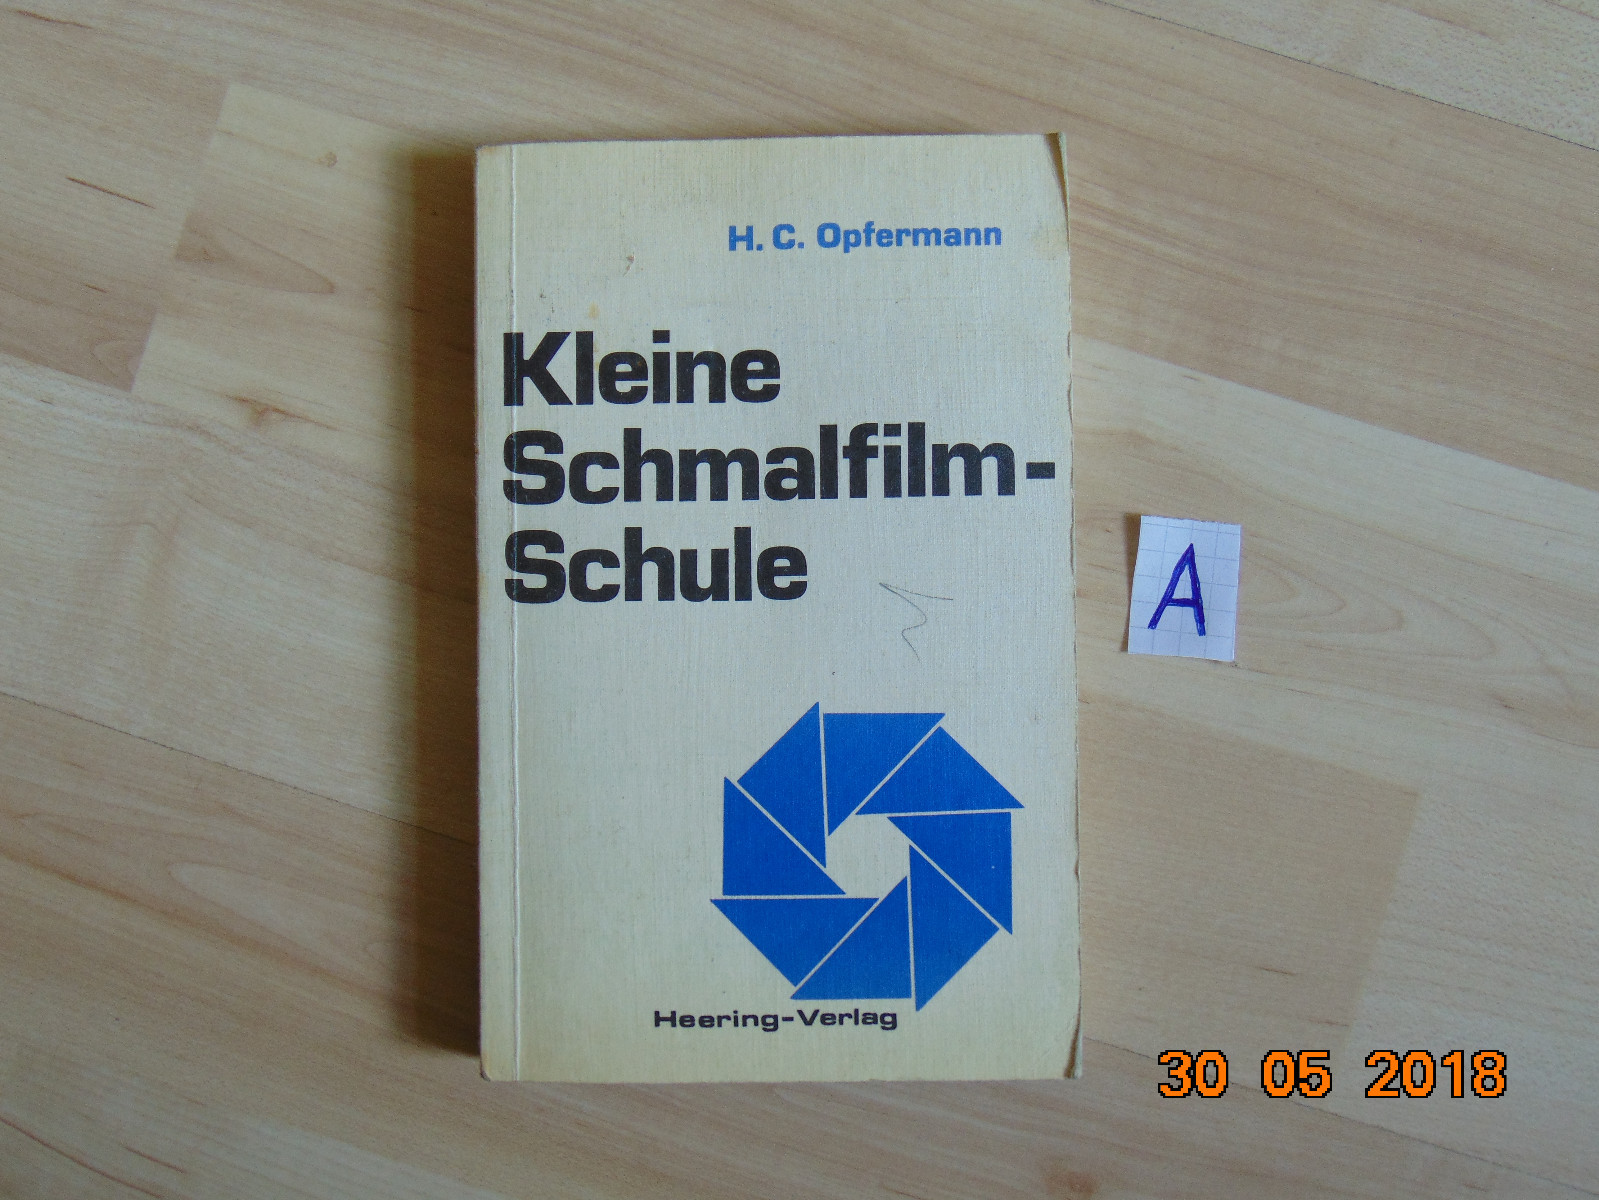 H. C. Opfermann
Kleine
Schmalfilm-
Schule
A
Heering-Verlag
30 05 2018